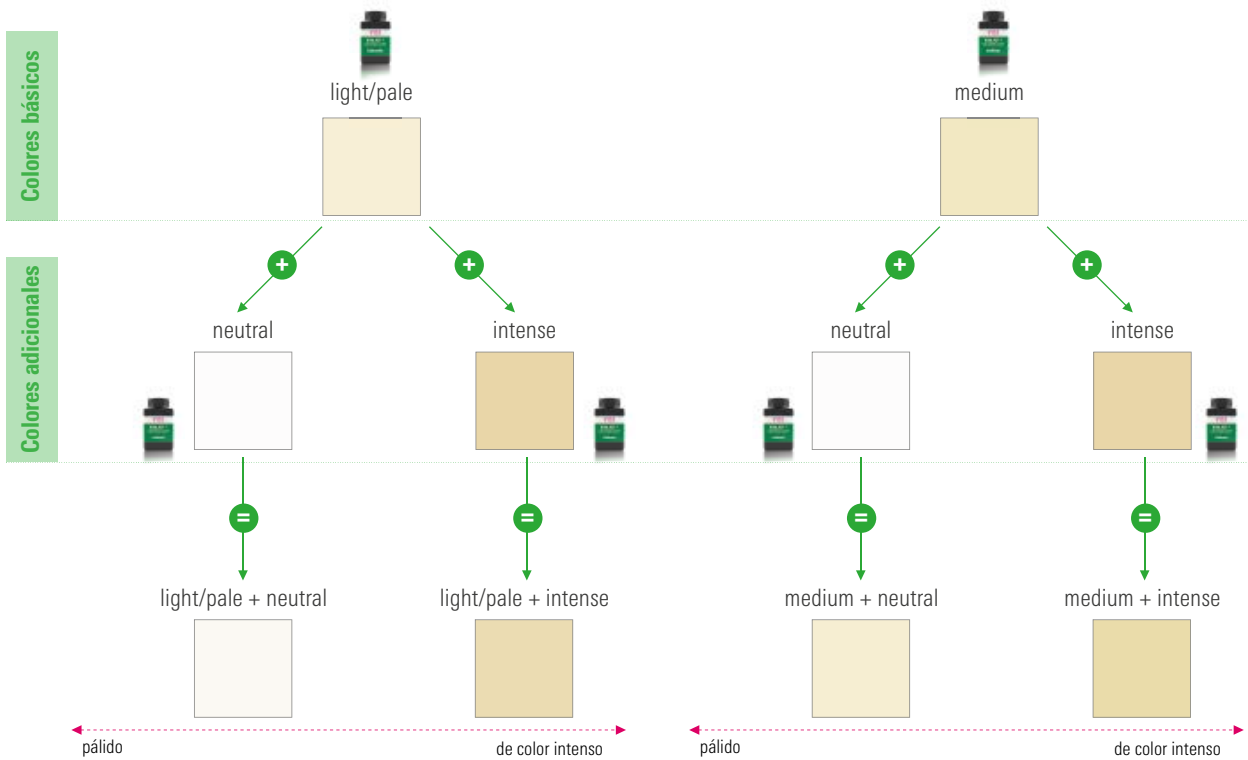 Colores básicos
light/pale
medium
+
+
+
+
Colores adicionales
neutral
intense
neutral
intense
=
=
=
=
light/pale + neutral
light/pale + intense
medium + neutral
medium + intense
pálido
de color intenso
pálido
de color intenso